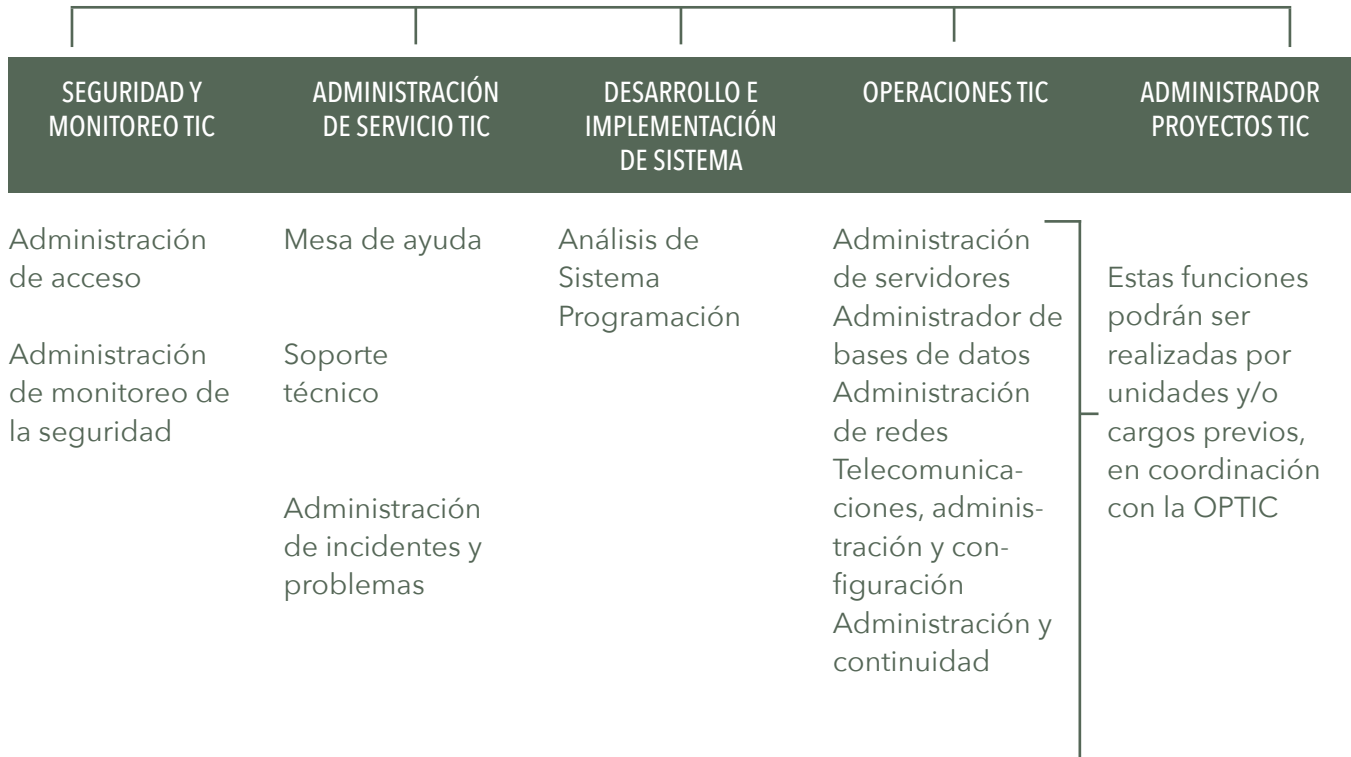 SEGURIDAD Y
MONITOREO TIC
ADMINISTRACIÓN
DE SERVICIO TIC
DESARROLLO E
IMPLEMENTACIÓN
DE SISTEMA
OPERACIONES TIC
ADMINISTRADOR
PROYECTOS TIC
Administración
de acceso
Administración
de monitoreo de
la seguridad
Mesa de ayuda
Soporte
técnico
Administración
de incidentes y
problemas
Análisis de
Sistema
Programación
Administración
de servidores
Administrador de
bases de datos
Administración
de redes
Telecomunica-
ciones, adminis-
tración y con-
figuración
Administración y
continuidad
Estas funciones
podrán ser
realizadas por
unidades y/o
cargos previos,
en coordinación
con la OPTIC